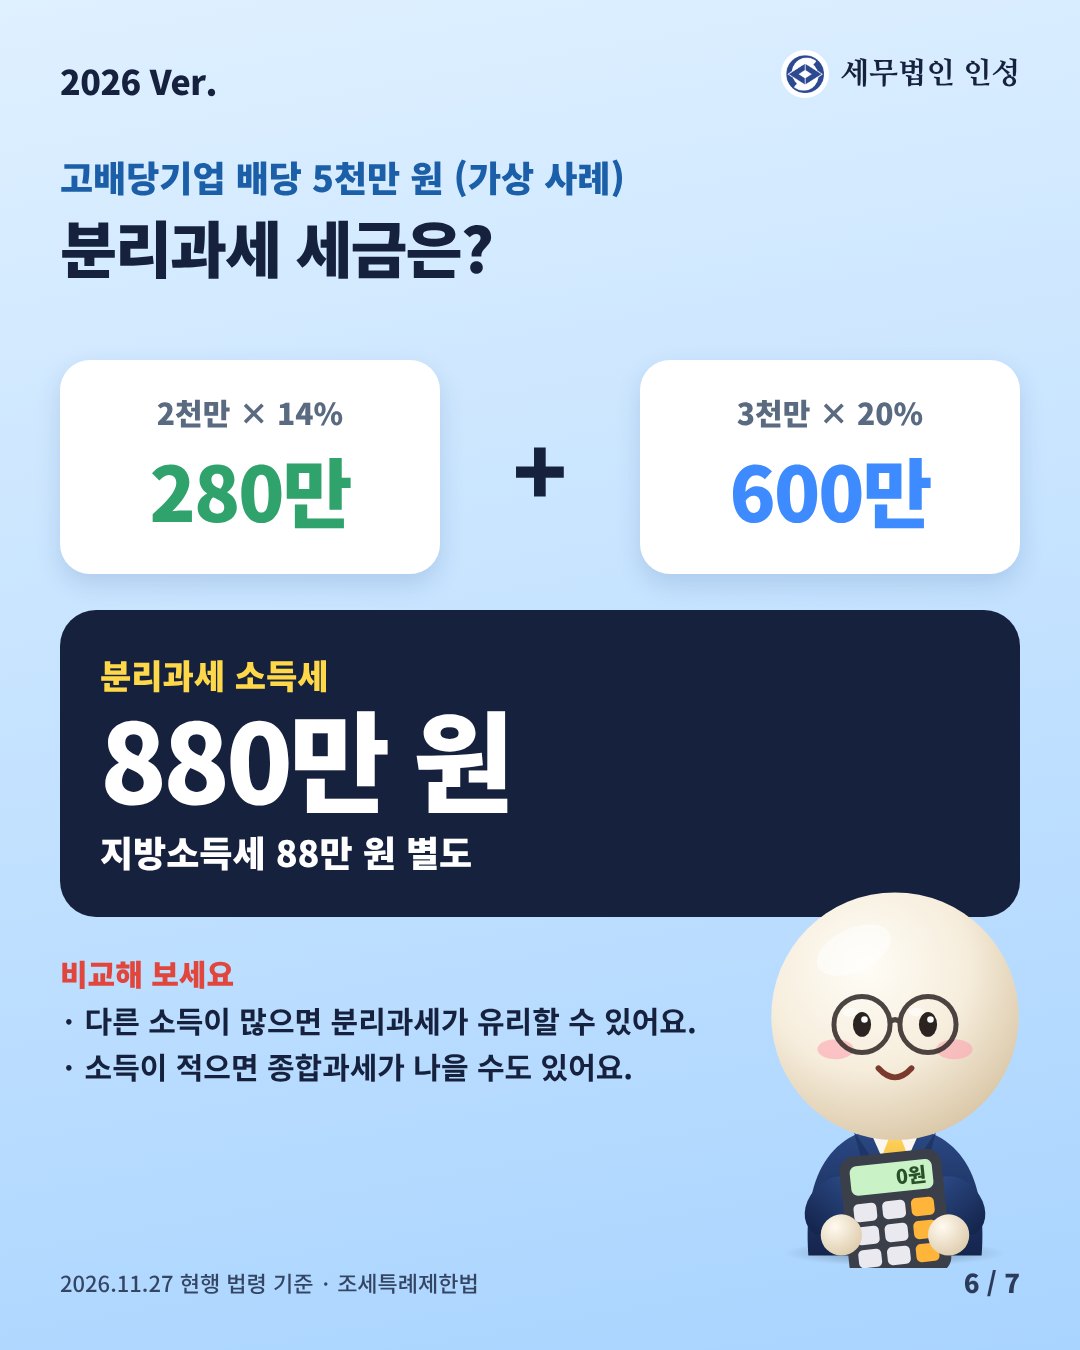 2026 Ver.
세무법인 인성
고배당기업 배당 5천만 원 (가상 사례)
분리과세 세금은?
2천만 × 14%
280만
+
3천만 × 20%
600만
분리과세 소득세
880만 원
지방소득세 88만 원 별도
비교해 보세요
· 다른 소득이 많으면 분리과세가 유리할 수 있어요.
· 소득이 적으면 종합과세가 나을 수도 있어요.
0원
2026.11.27 현행 법령 기준 · 조세특례제한법
6 / 7